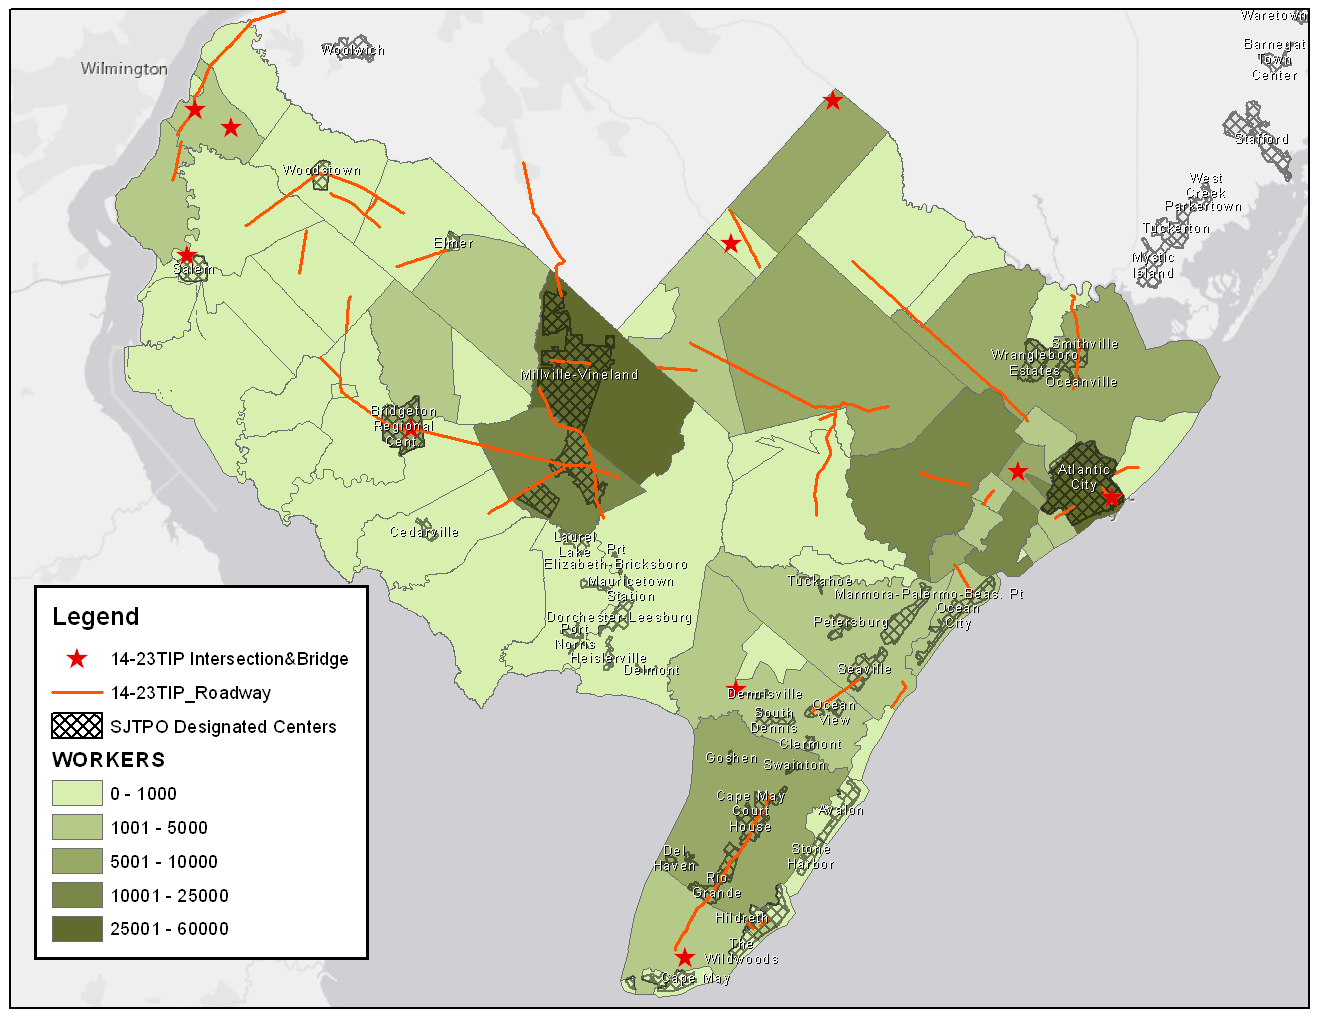 Waretown
Barnegat
Town
Center
Woolwich
Wilmington
Stafford
Woodstown
West
Creek
Parkertown
Tuckerton
Elmer
Mystic
Island
Salem
Smithville
Wrangleboro
Estates
Oceanville
Millville-Vineland
Bridgeton
Regional
Cent
Atlantic
City
y
Cedarville
Laurel
Lake
Prt
Elizabeth-Bricksboro
Mauricetown
Station
Tuckahoe
Marmora-Palermo-Beas. Pt
Ocean
City
Dorchester-Leesburg
Port
Norris
Heislerville
Delmont
Petersburg
Seaville
Dennisville
South
Dennis
Ocean
View
Clermont
Goshen
Swainton
Cape May
Court
House
Avalon
Stone
Harbor
Del
Haven
Rio
Grande
Hildreth
The
Wildwoods
Cape May
Legend
14-23TIP Intersection&Bridge
14-23TIP_Roadway
SJTPO Designated Centers
WORKERS
0 - 1000
1001 - 5000
5001 - 10000
10001 - 25000
25001 - 60000